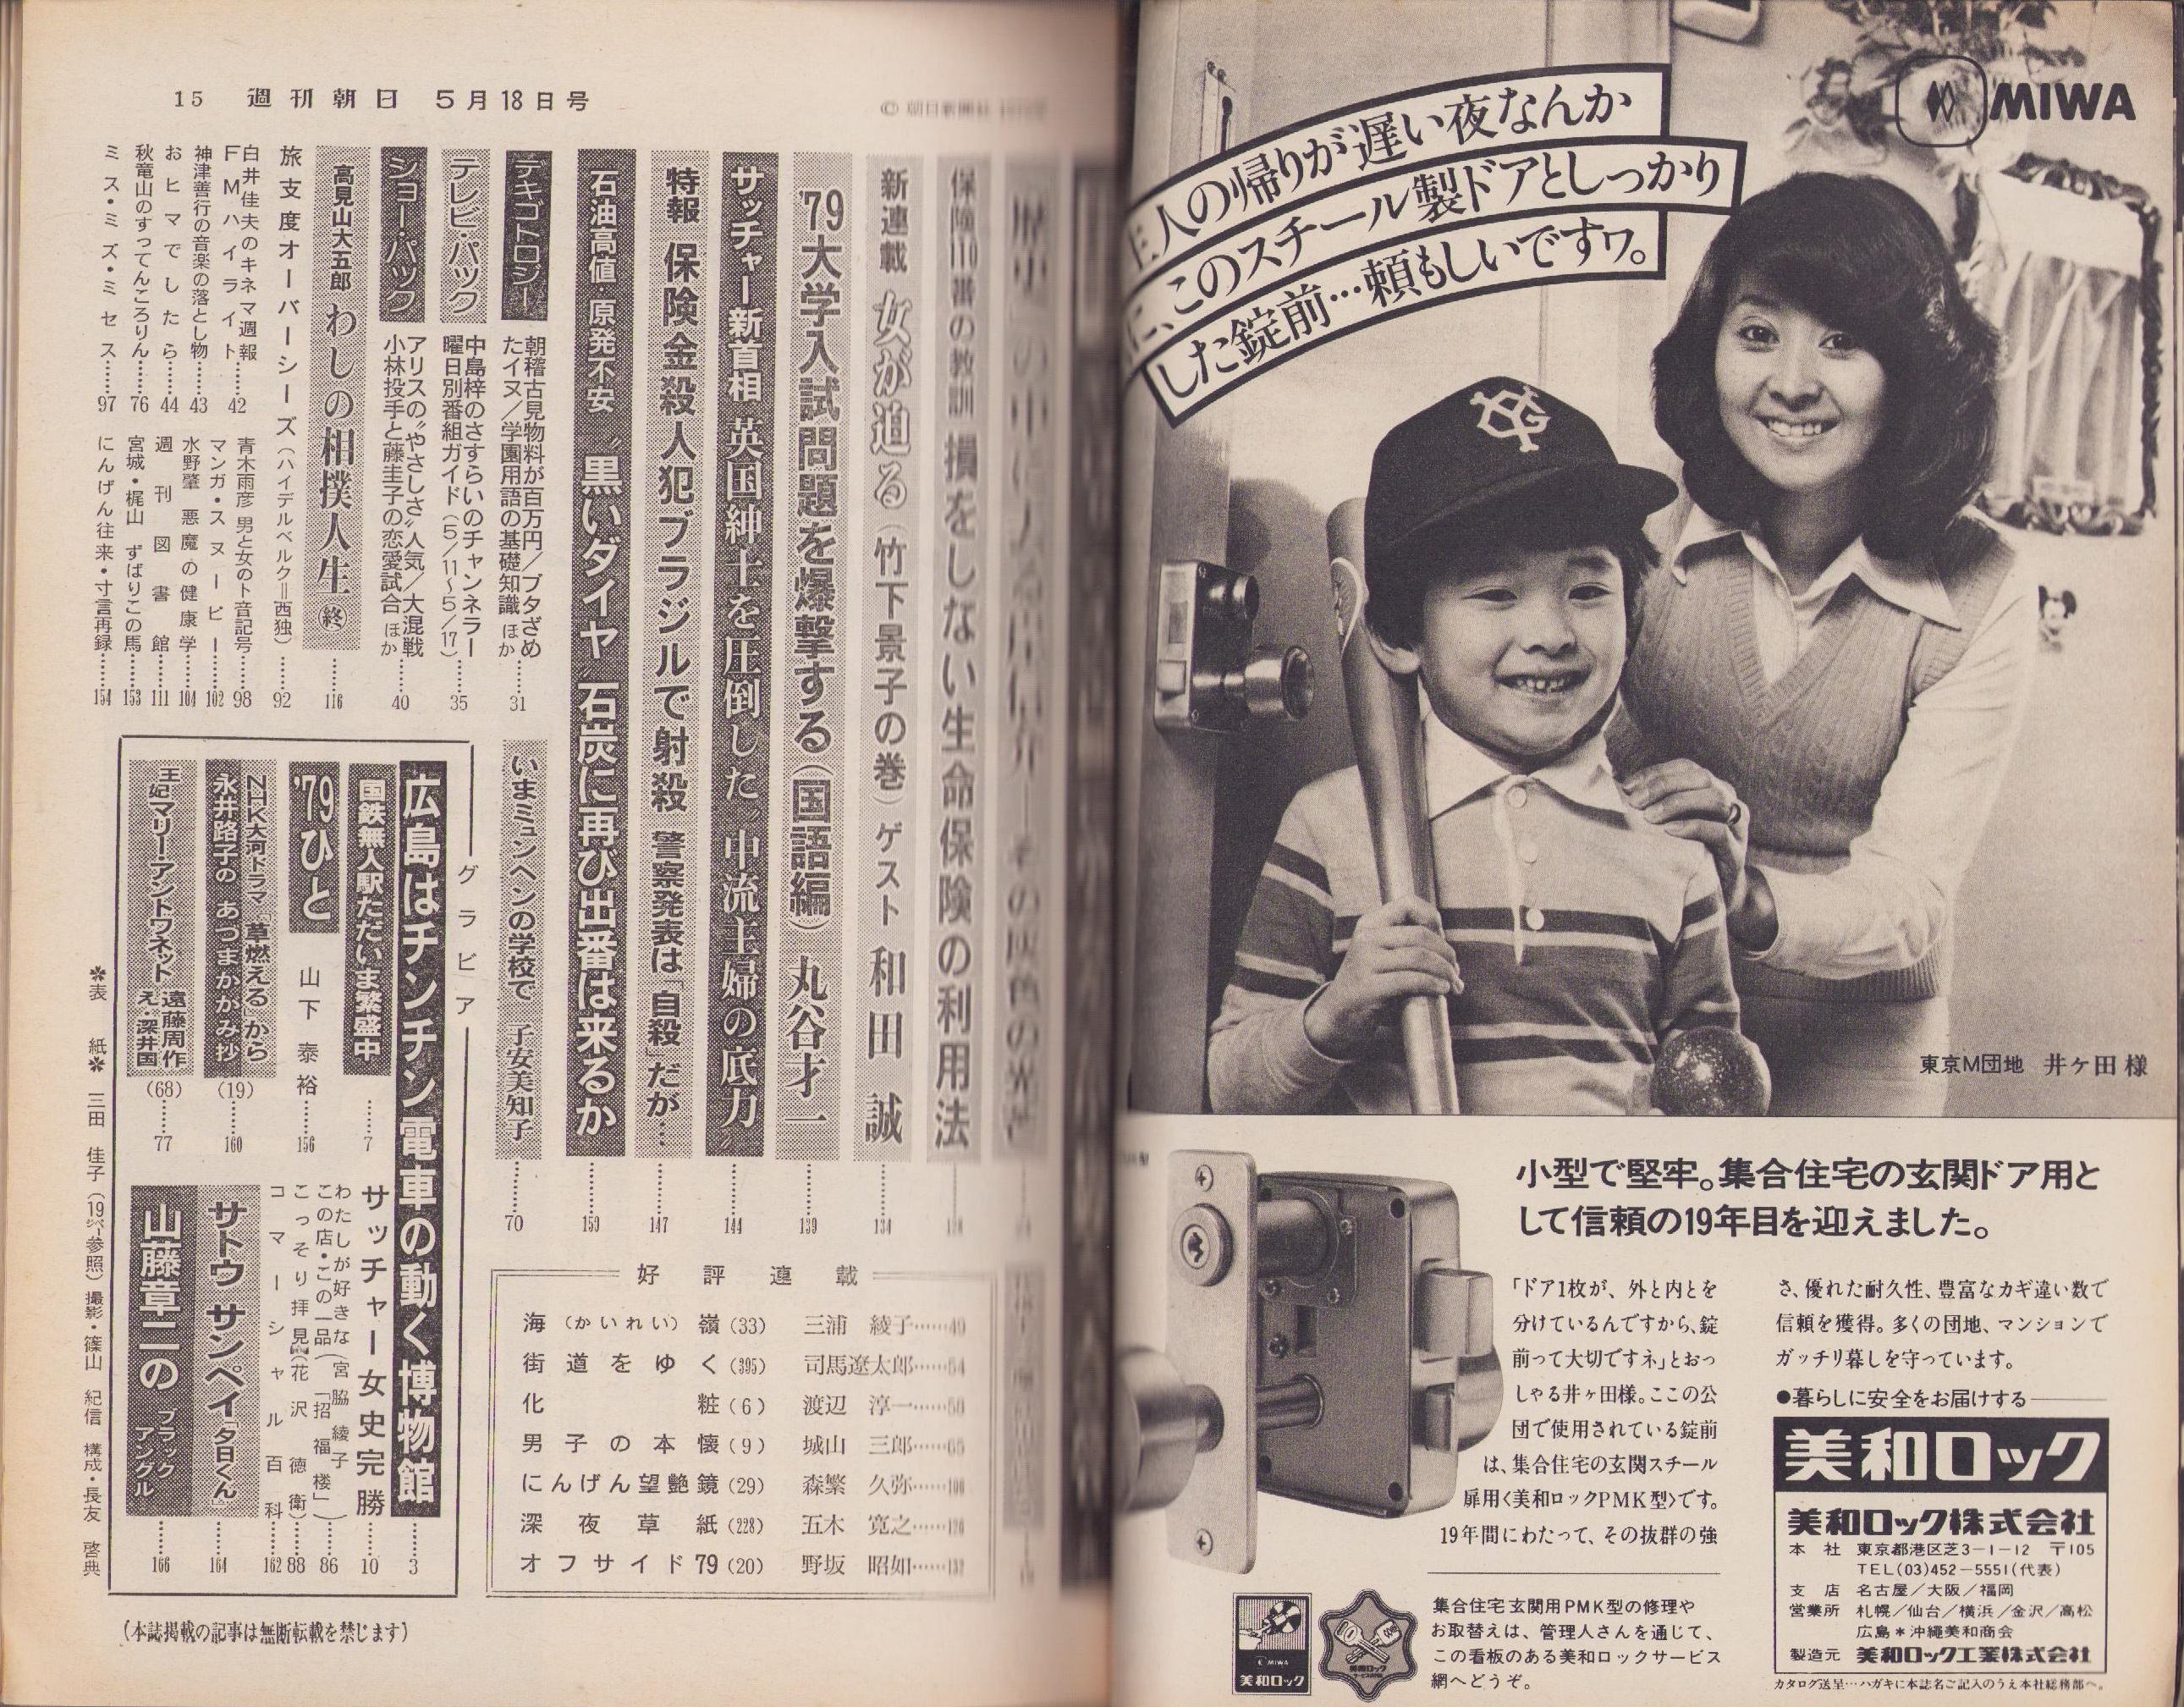 15 週刊朝日 5月18日号
保険110番の教訓 損をしない生命保険の利用法
新連載 女が迫る(竹下景子の巻)ゲスト 和田 誠……134
'79大学入試問題を爆撃する(国語編) 丸谷才一……139
サッチャー新首相 英国紳士を圧倒した〝中流主婦の底力〟……144
特報 保険金殺人犯ブラジルで射殺 警察発表は「自殺」だが………147
石油高値・原発不安 〝黒いダイヤ〟石炭に再び出番は来るか……159
いまミュンヘンの学校で 子安美知子……70
デキゴトロジー
朝稽古見物料が百万円/ブタざめ
たイヌ/学園用語の基礎知識 ほか……31
テレビ・パック
中島梓のさすらいのチャンネラー
曜日別番組ガイド(5/11〜5/17)……35
ショー・パック
アリスの〝やさしさ〟人気/大混戦
小林投手と藤圭子の恋愛試合 ほか……40
高見山大五郎 わしの相撲人生 終……116
旅支度オーバーシーズ(ハイデルベルク=西独)……92
白井佳夫のキネマ週報
FMハイライト……42
神津善行の音楽の落とし物……43
おヒマでしたら……44
秋竜山のすってんころりん……76
ミス・ミズ・ミセス……97
青木雨彦 男と女のト音記号……98
マンガ・スヌーピー……102
水野肇 悪魔の健康学……104
週刊図書館……111
宮城・梶山 ずばりこの馬……153
にんげん往来・寸言再録……154
グラビア
広島はチンチン電車の動く博物館……3
国鉄無人駅ただいま繁盛中……7
サッチャー女史完勝……10
'79ひと 山下泰裕……156
わたしが好きな(宮脇綾子)
この店・この一品(「招福楼」)……86
こっそり拝見(花沢徳衛)……88
コマーシャル百科……162
NHK大河ドラマ「草燃える」から
永井路子の あづまかがみ抄(19)……160
サトウサンペイ「夕日くん」……164
王妃マリー・アントワネット 遠藤周作
え・深井国(68)……77
山藤章二の ブラックアングル……166
好評連載
海(かいれい)嶺(33) 三浦 綾子……49
街道をゆく(395) 司馬遼太郎……54
化粧(6) 渡辺 淳一
男子の本懐(9) 城山 三郎
にんげん望艶鏡(29) 森繁 久弥
深夜草紙(228) 五木 寛之
オフサイド79(20) 野坂 昭如
✽表 紙✽ 三田 佳子(19ページ参照)撮影・篠山 紀信 構成・長友 啓典
(本誌掲載の記事は無断転載を禁じます)
MIWA
主人の帰りが遅い夜なんか
に、このスチール製ドアとしっかり
した錠前…頼もしいですヮ。
東京M団地 井ヶ田様
小型で堅牢。集合住宅の玄関ドア用と
して信頼の19年目を迎えました。
「ドア1枚が、外と内とを
分けているんですから、錠
前って大切ですネ」とおっ
しゃる井ヶ田様。ここの公
団で使用されている錠前
は、集合住宅の玄関スチール
扉用〈美和ロックPMK型〉です。
19年間にわたって、その抜群の強
さ、優れた耐久性、豊富なカギ違い数で
信頼を獲得。多くの団地、マンションで
ガッチリ暮しを守っています。
●暮らしに安全をお届けする
美和ロック
美和ロック株式会社
本 社 東京都港区芝3-1-12 〒105
TEL(03)452-5551(代表)
支 店 名古屋/大阪/福岡
営業所 札幌/仙台/横浜/金沢/高松
広島*沖縄美和商会
製造元 美和ロック工業株式会社
カタログ送呈…ハガキに本誌名ご記入のうえ本社総務部へ。
MIWA
美和ロック
美和ロック
集合住宅玄関用PMK型の修理や
お取替えは、管理人さんを通じて、
この看板のある美和ロックサービス
網へどうぞ。